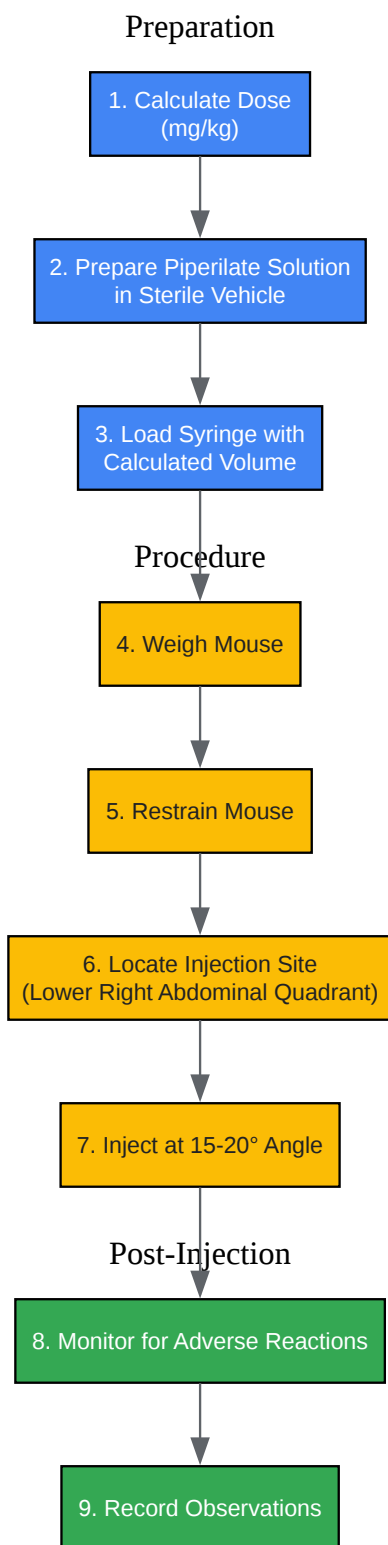 Preparation
1. Calculate Dose
(mg/kg)
2. Prepare Piperilate Solution
in Sterile Vehicle
3. Load Syringe with
Calculated Volume
Procedure
4. Weigh Mouse
5. Restrain Mouse
6. Locate Injection Site
(Lower Right Abdominal Quadrant)
7. Inject at 15-20° Angle
Post-Injection
8. Monitor for Adverse Reactions
9. Record Observations